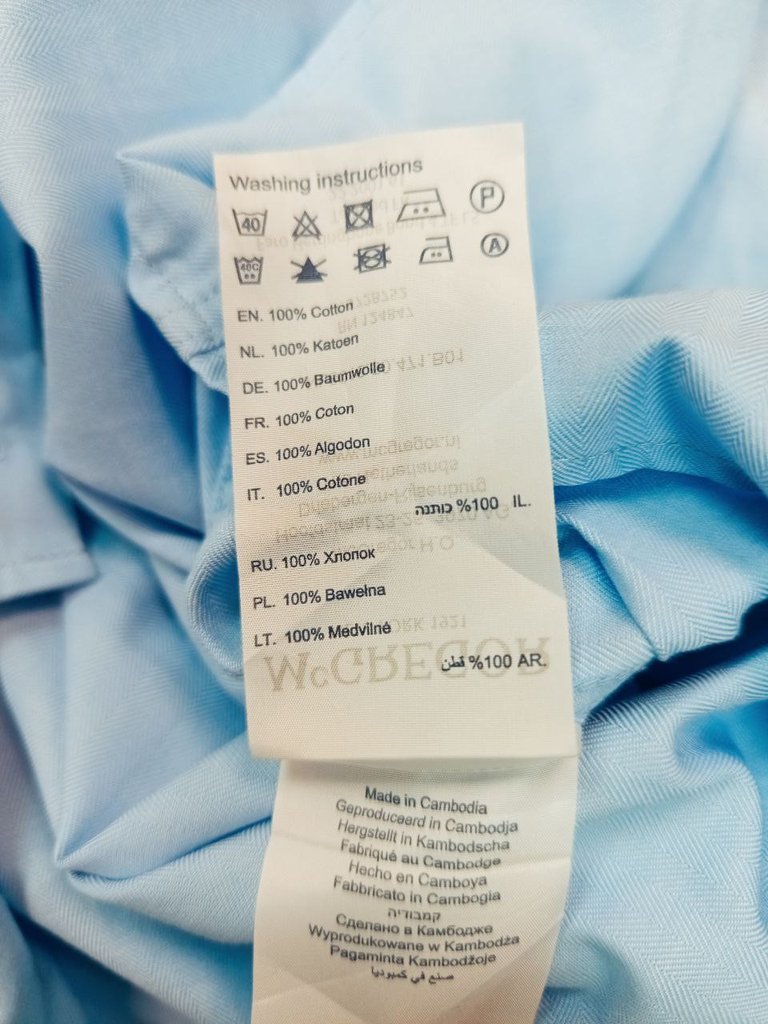 Washing instructions
40 P
40C A
EN. 100% Cotton
NL. 100% Katoen
DE. 100% Baumwolle
FR. 100% Coton
ES. 100% Algodon
IT. 100% Cotone
IL. 100% כותנה
RU. 100% Хлопок
PL. 100% Bawełna
LT. 100% Medvilnė
AR. 100% قطن
McGREGOR
Made in Cambodia
Geproduceerd in Cambodja
Hergstellt in Kambodscha
Fabriqué au Cambodge
Hecho en Camboya
Fabbricato in Cambogia
קמבודיה
Сделано в Камбодже
Wyprodukowane w Kambodża
Pagaminta Kambodžoje
صنع في كمبوديا